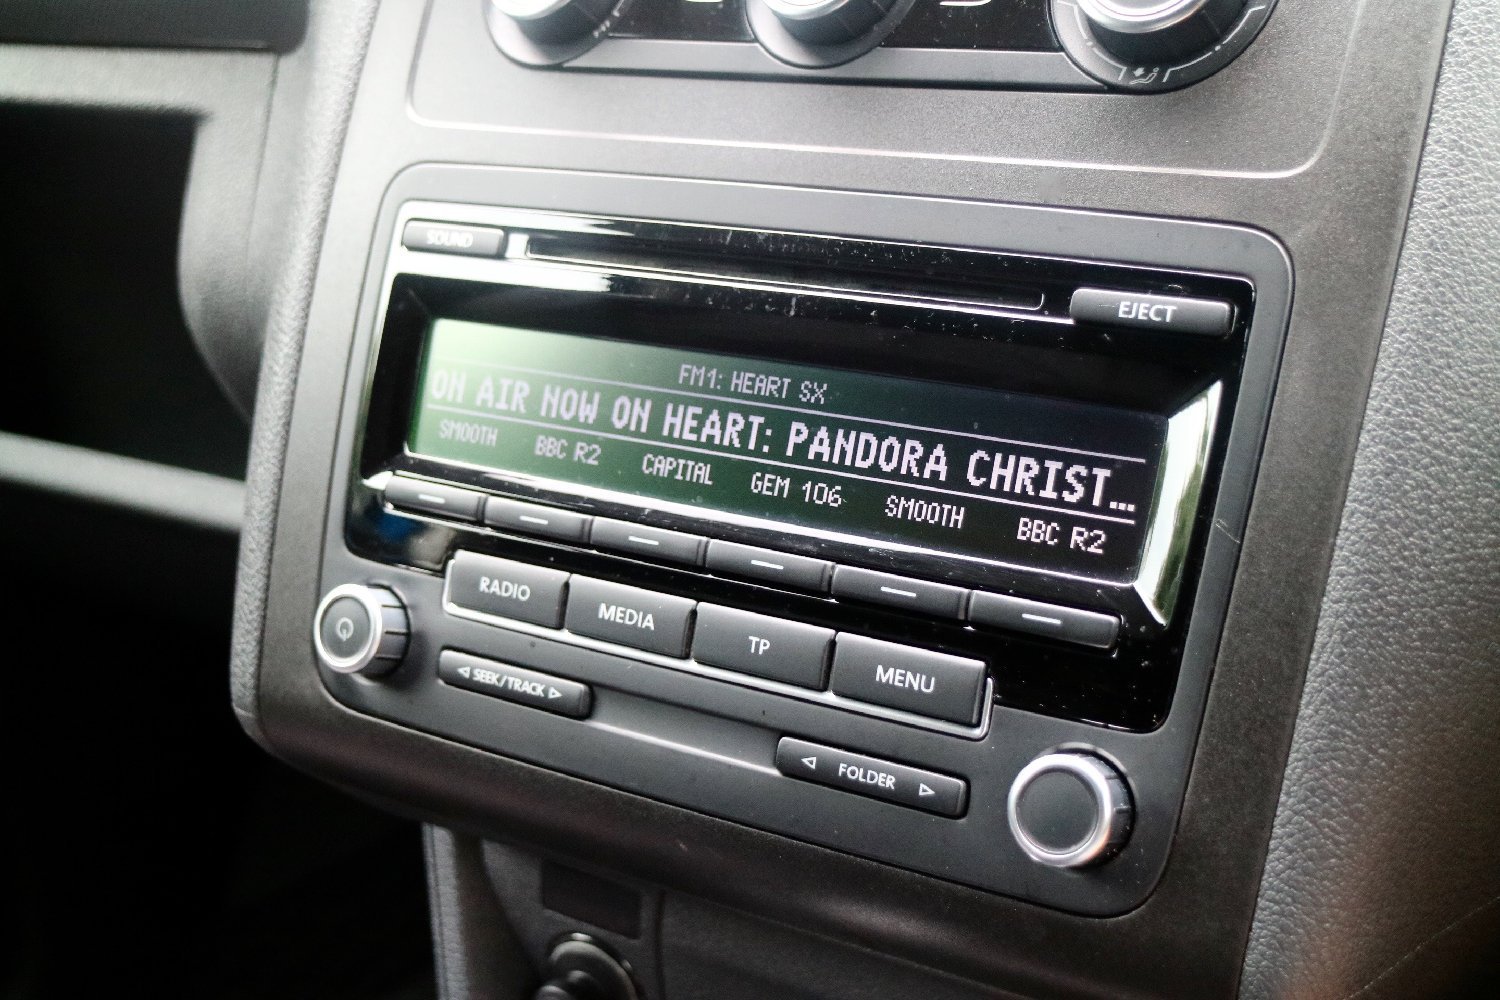 SOUND
EJECT
FM1: HEART SX
ON AIR NOW ON HEART: PANDORA CHRIST...
SMOOTH BBC R2 CAPITAL GEM 106 SMOOTH BBC R2
RADIO MEDIA TP MENU
SEEK/TRACK
FOLDER